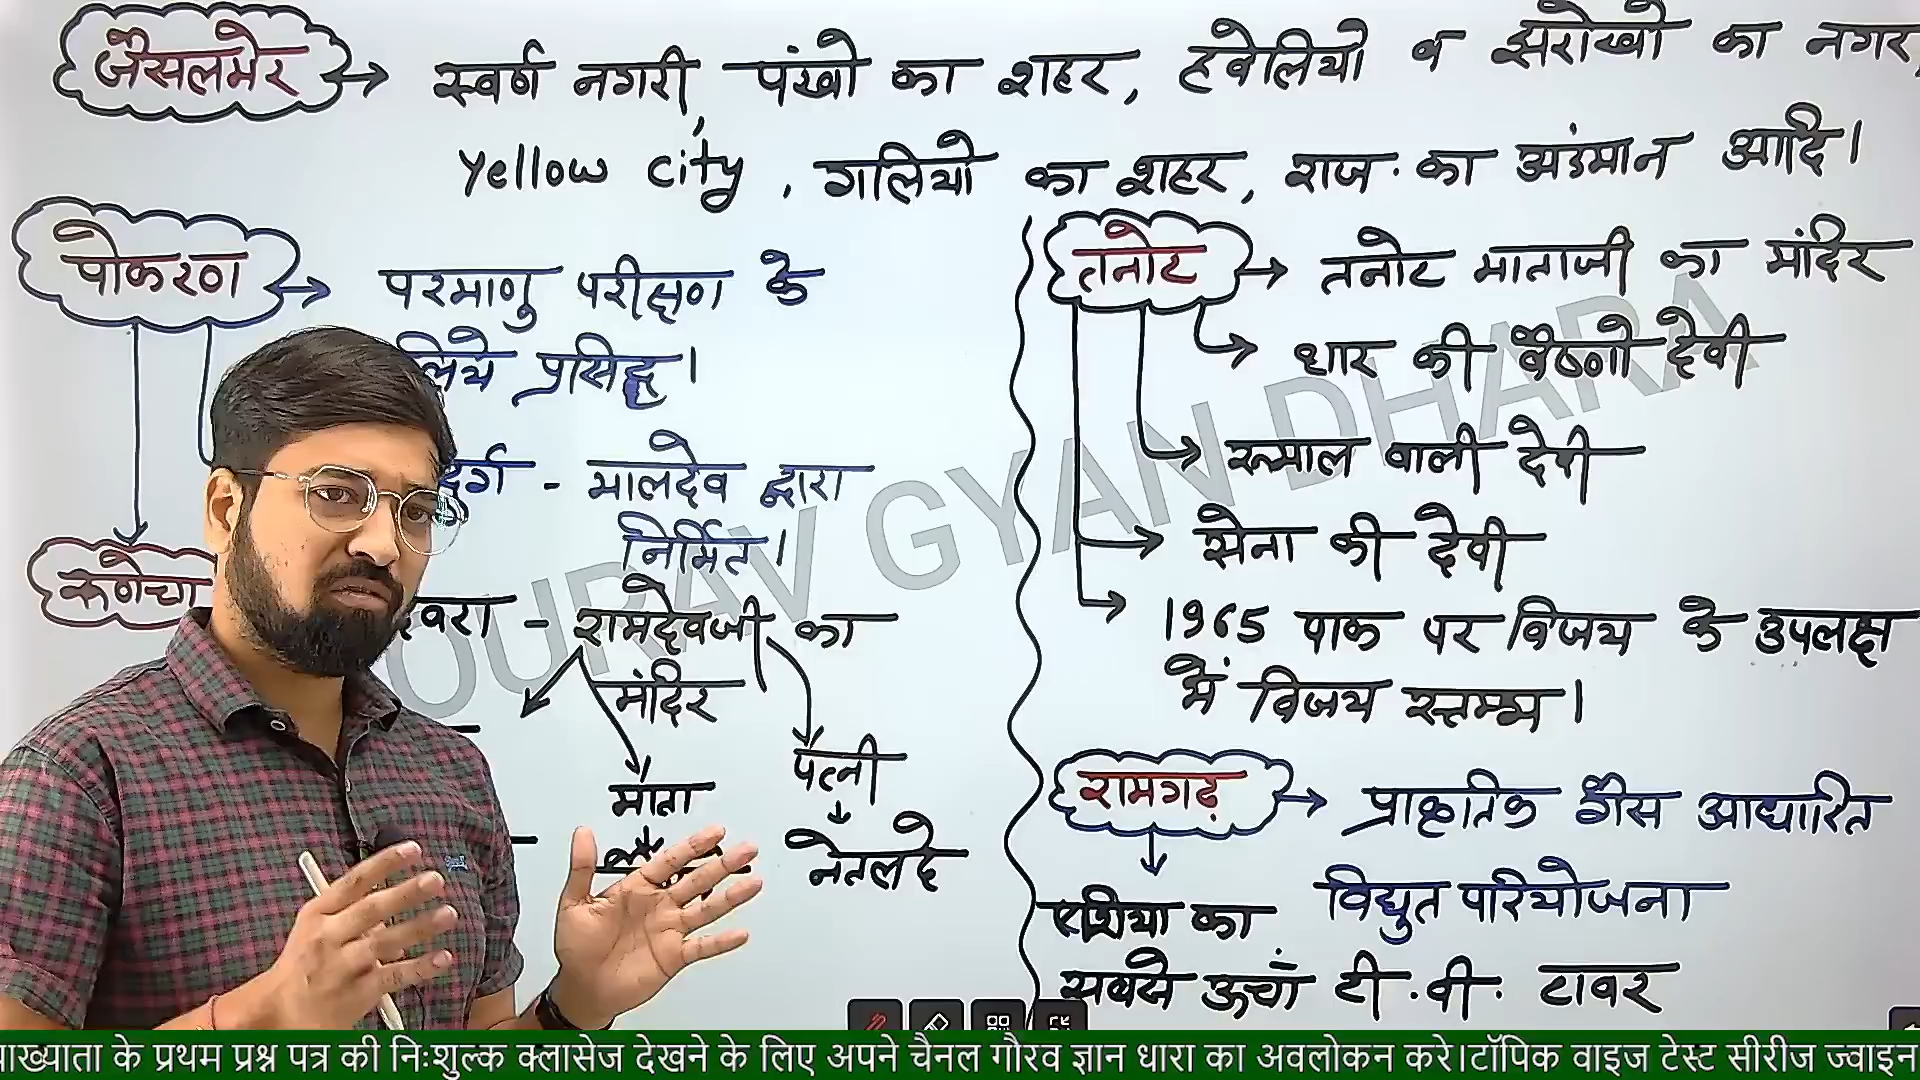 जैसलमेर → स्वर्ण नगरी, पंखो का शहर, हवेलियो व झरोखो का नगर,
Yellow city, गलियो का शहर, राज. का अंडमान आदि।
पोकरण → परमाणु परीक्षण के
लिये प्रसिद्ध।
दुर्ग - मालदेव द्वारा
निर्मित।
रूणेचा
- रामदेवजी का
मंदिर
माता
पत्नी
नेतलदे
तनोट → तनोट माताजी का मंदिर
→ थार की वैष्णो देवी
→ रूमाल वाली देवी
→ सेना की देवी
→ 1965 पाक पर विजय के उपलक्ष
में विजय स्तम्भ।
रामगढ़ → प्राकृतिक गैस आधारित
विद्युत परियोजना
एशिया का
सबसे ऊंचाँ टी.वी. टावर
OURAV GYAN DHARA
के प्रथम प्रश्न पत्र की निःशुल्क क्लासेज देखने के लिए अपने चैनल गौरव ज्ञान धारा का अवलोकन करे।टॉपिक वाइज टेस्ट सीरीज ज्वाइन